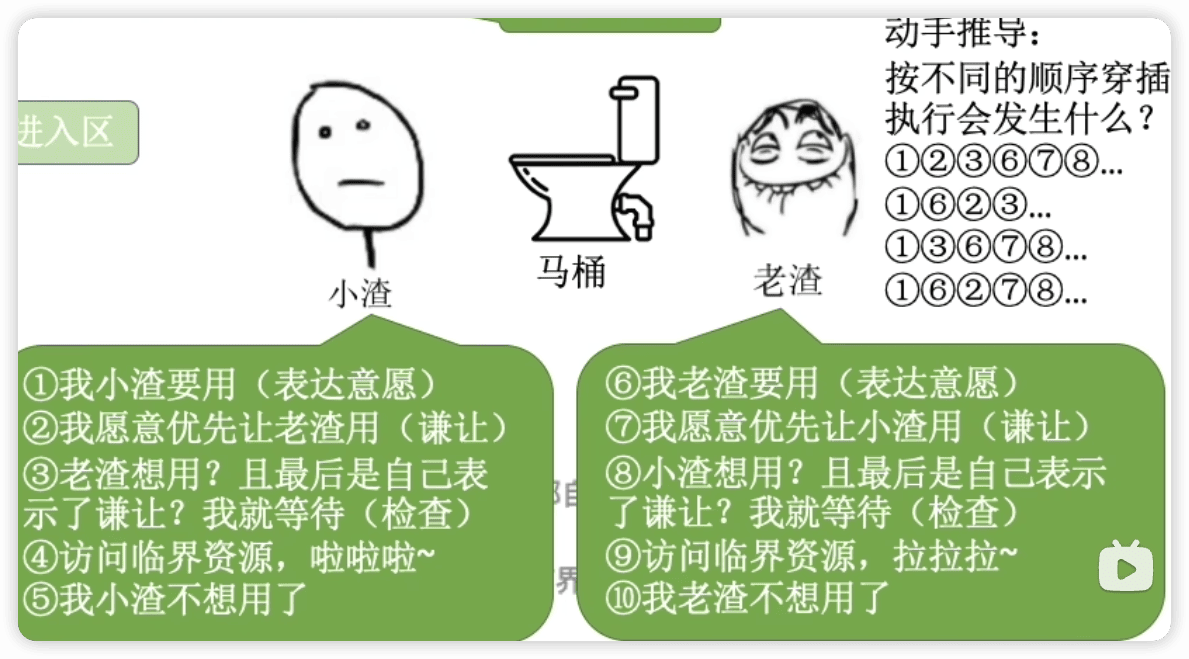 动手推导：
按不同的顺序穿插
执行会发生什么？
①②③⑥⑦⑧...
①⑥②③...
①③⑥⑦⑧...
①⑥②⑦⑧...
进入区
小渣
马桶
老渣
①我小渣要用（表达意愿）
②我愿意优先让老渣用（谦让）
③老渣想用？且最后是自己表
示了谦让？我就等待（检查）
④访问临界资源，啦啦啦~
⑤我小渣不想用了
⑥我老渣要用（表达意愿）
⑦我愿意优先让小渣用（谦让）
⑧小渣想用？且最后是自己表示
了谦让？我就等待（检查）
⑨访问临界资源，拉拉拉~
⑩我老渣不想用了
界